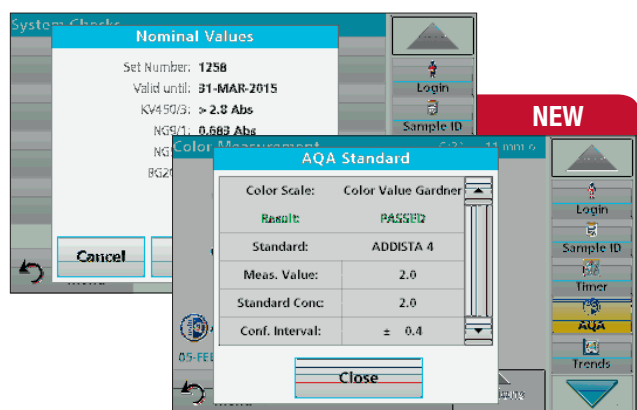 System Checks
Nominal Values
Set Number: 1258
Valid until: 31-MAR-2015
KV450/3: > 2.8 Abs
NG9/1: 0.683 Abs
Login
Sample ID
Cancel
NEW
Color Measurement
AQA Standard
Color Scale: Color Value Gardner
Result: PASSED
Standard: ADDISTA 4
Meas. Value: 2.0
Standard Conc: 2.0
Conf. Interval: ± 0.4
Close
Login
Sample ID
Timer
AQA
Trends